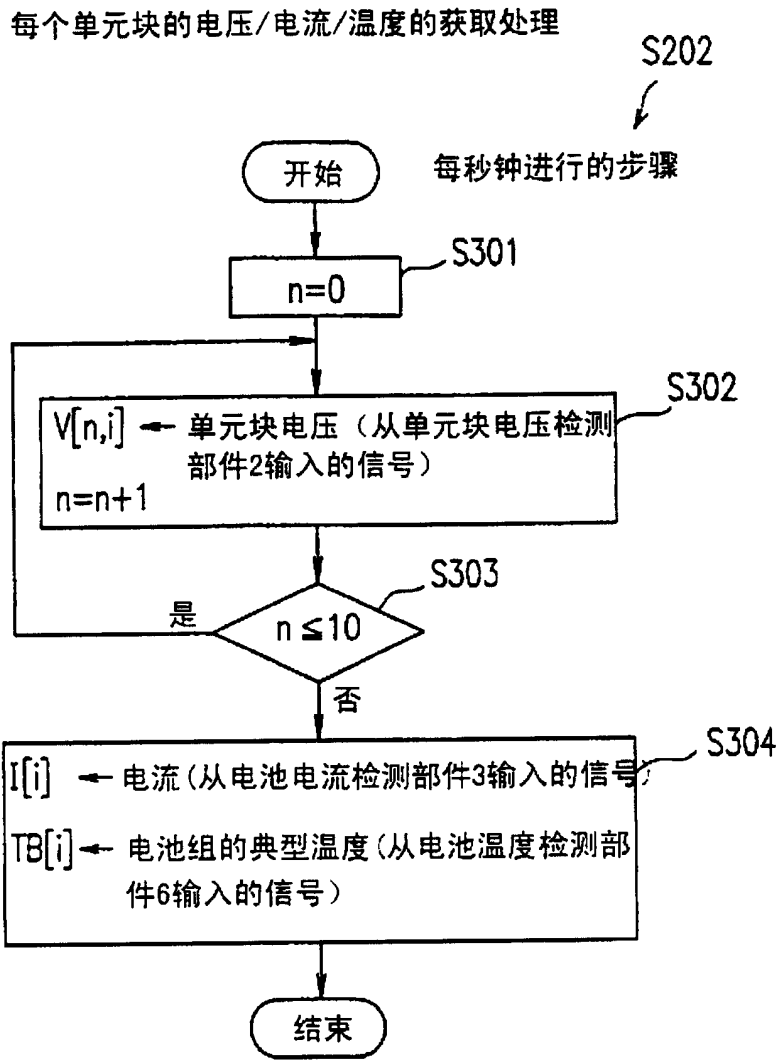 每个单元块的电压/电流/温度的获取处理
S202
每秒钟进行的步骤
开始
S301
n=0
S302
V[n,i] ← 单元块电压（从单元块电压检测
部件2输入的信号）
n=n+1
S303
n≦10
是
否
S304
I[i] ← 电流(从电池电流检测部件3输入的信号)
TB[i] ← 电池组的典型温度(从电池温度检测部
件6输入的信号)
结束